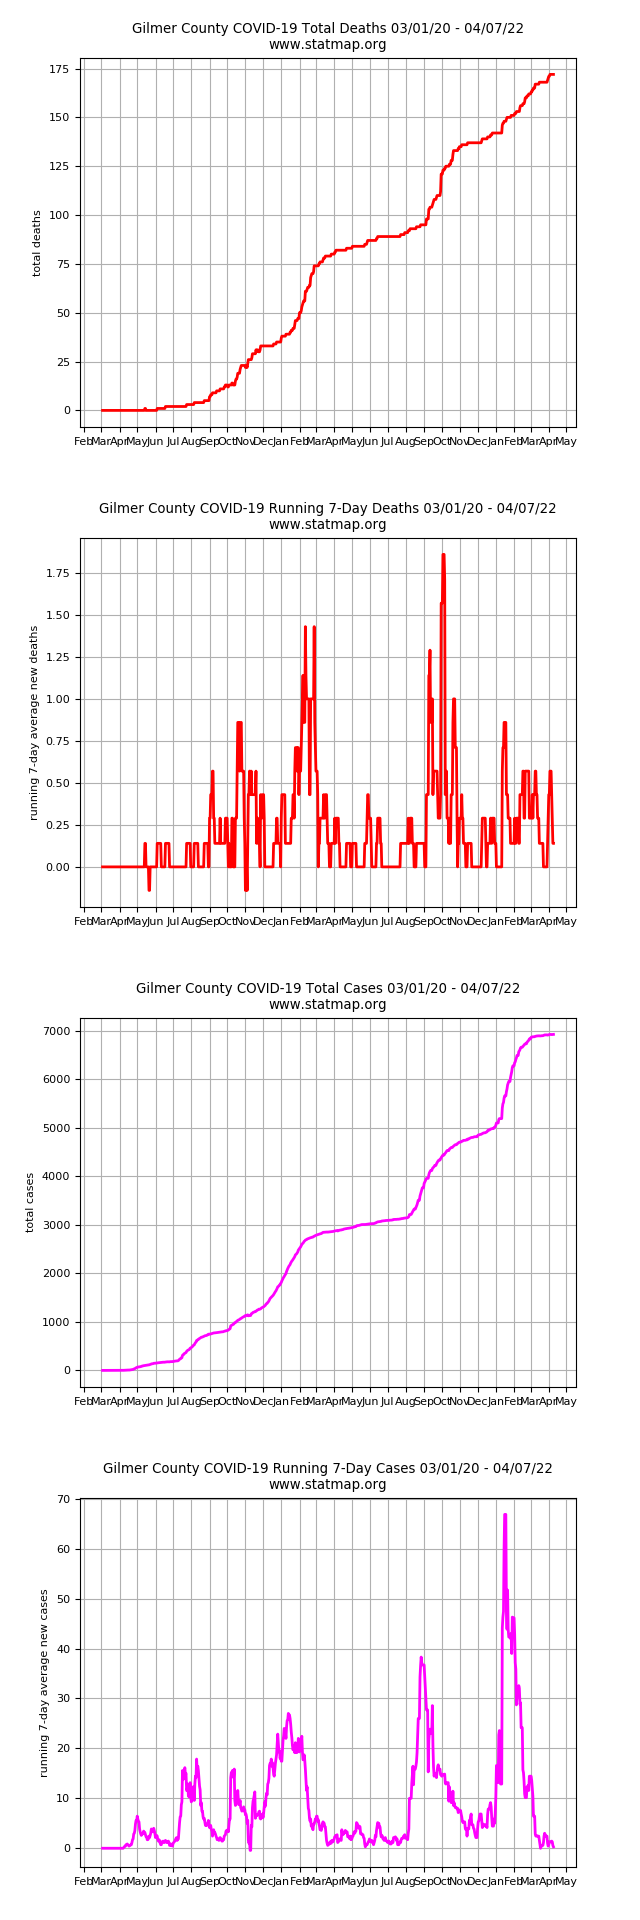 Gilmer County COVID-19 Total Deaths 03/01/20 - 04/07/22
www.statmap.org
total deaths
175
150
125
100
75
50
25
0
Feb Mar Apr May Jun Jul Aug Sep Oct Nov Dec Jan Feb Mar Apr May Jun Jul Aug Sep Oct Nov Dec Jan Feb Mar Apr May
Gilmer County COVID-19 Running 7-Day Deaths 03/01/20 - 04/07/22
www.statmap.org
running 7-day average new deaths
1.75
1.50
1.25
1.00
0.75
0.50
0.25
0.00
Feb Mar Apr May Jun Jul Aug Sep Oct Nov Dec Jan Feb Mar Apr May Jun Jul Aug Sep Oct Nov Dec Jan Feb Mar Apr May
Gilmer County COVID-19 Total Cases 03/01/20 - 04/07/22
www.statmap.org
total cases
7000
6000
5000
4000
3000
2000
1000
0
Feb Mar Apr May Jun Jul Aug Sep Oct Nov Dec Jan Feb Mar Apr May Jun Jul Aug Sep Oct Nov Dec Jan Feb Mar Apr May
Gilmer County COVID-19 Running 7-Day Cases 03/01/20 - 04/07/22
www.statmap.org
running 7-day average new cases
70
60
50
40
30
20
10
0
Feb Mar Apr May Jun Jul Aug Sep Oct Nov Dec Jan Feb Mar Apr May Jun Jul Aug Sep Oct Nov Dec Jan Feb Mar Apr May